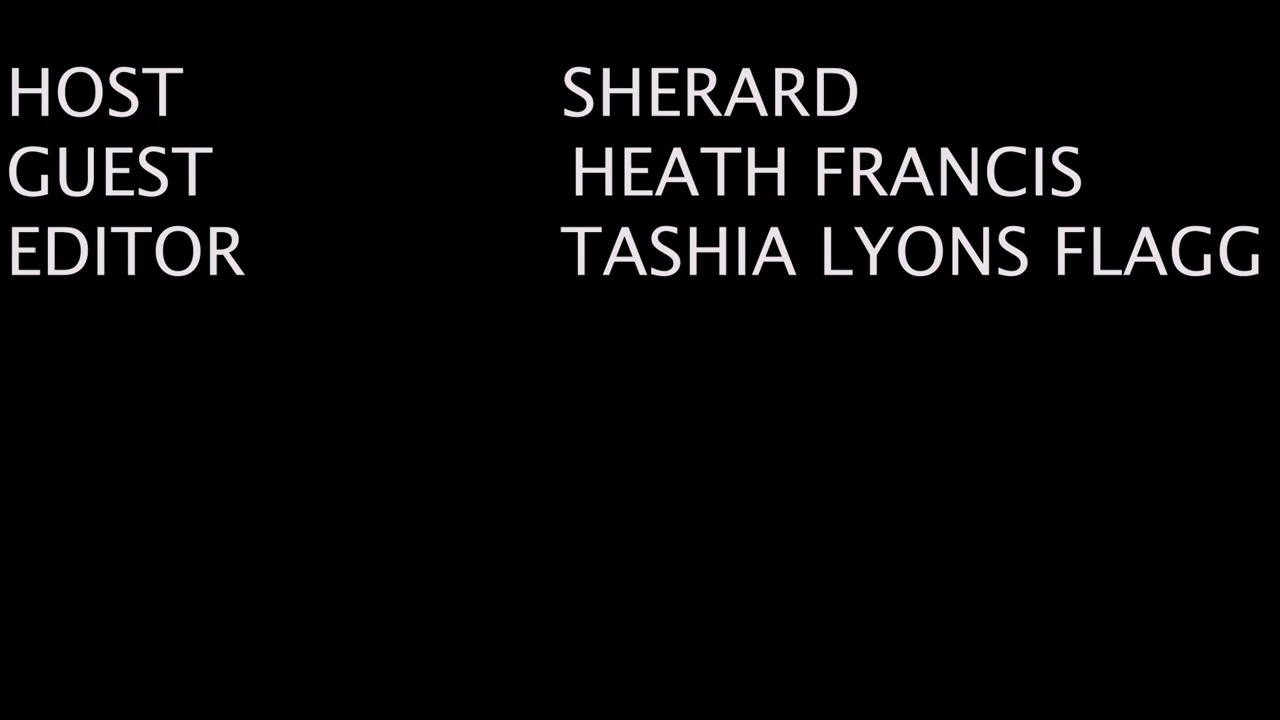 HOST SHERARD
GUEST HEATH FRANCIS
EDITOR TASHIA LYONS FLAGG